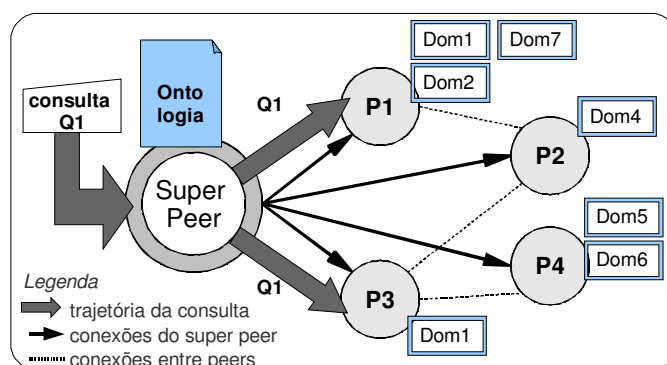 consulta
Q1
Onto
logia
Q1
P1
Dom1
Dom7
Dom2
Dom4
P2
Super
Peer
Dom5
Dom6
P4
Q1
P3
Dom1
Legenda
trajetória da consulta
conexões do super peer
conexões entre peers